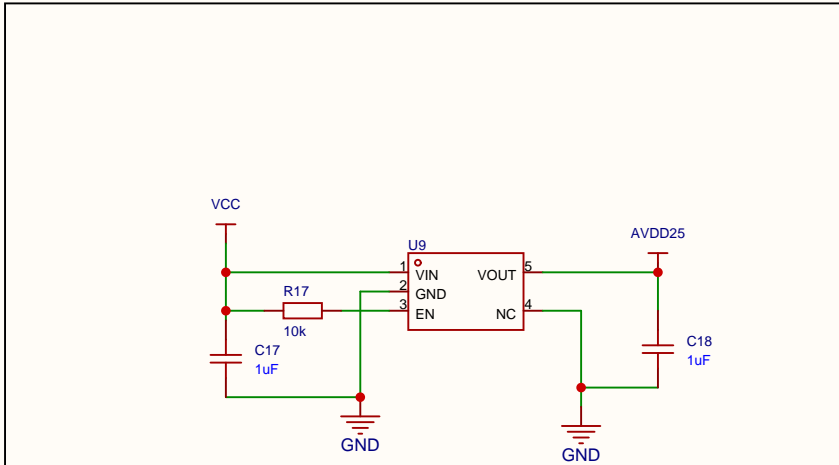 VCC
U9
AVDD25
1
VIN
VOUT
5
2
GND
R17
3
EN
NC
4
10k
C17
1uF
C18
1uF
GND
GND